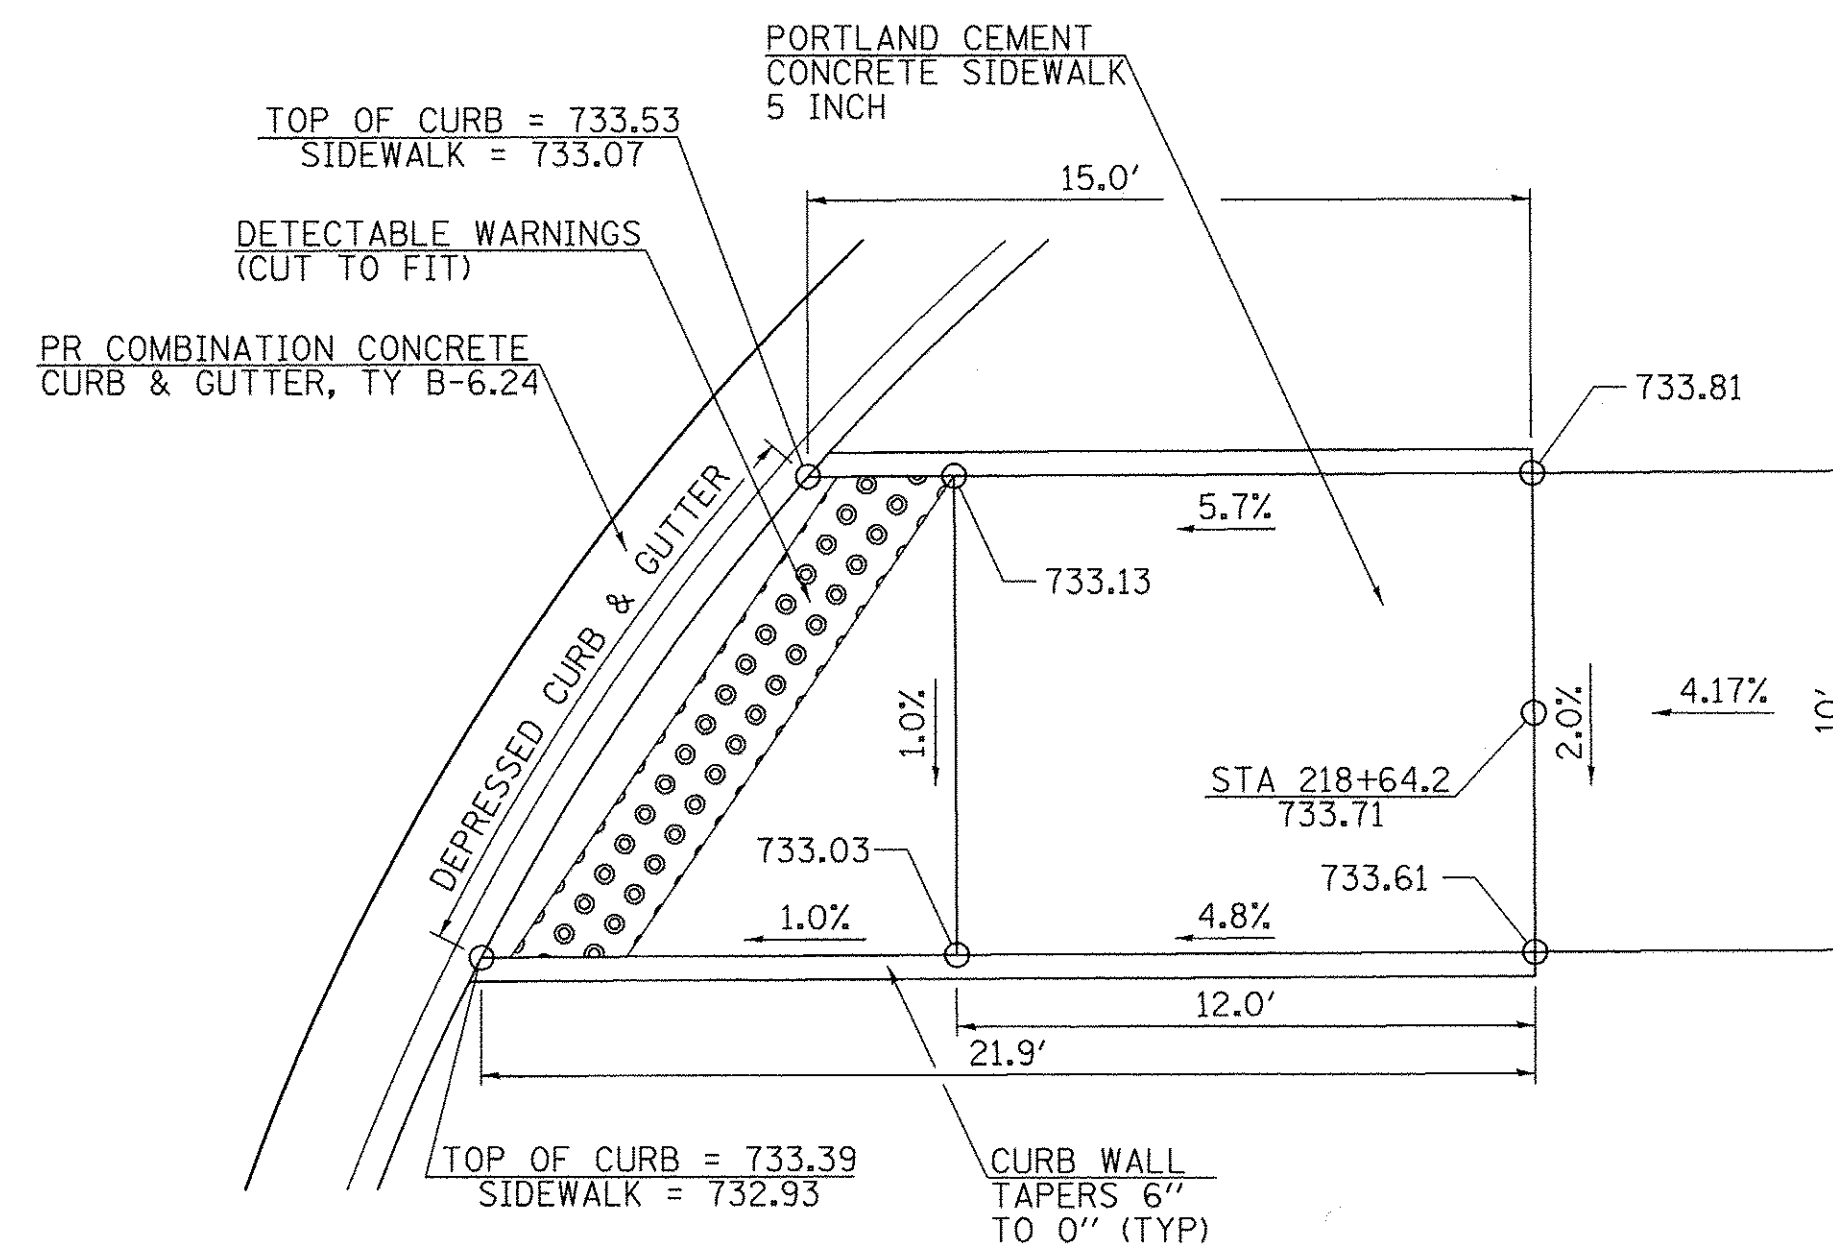 PORTLAND CEMENT
CONCRETE SIDEWALK
5 INCH
TOP OF CURB = 733.53
SIDEWALK = 733.07
15.0'
DETECTABLE WARNINGS
(CUT TO FIT)
PR COMBINATION CONCRETE
CURB & GUTTER, TY B-6.24
733.81
DEPRESSED CURB & GUTTER
5.7%
733.13
1.0%
2.0%
4.17%
10'
STA 218+64.2
733.71
733.03
733.61
1.0%
4.8%
12.0'
21.9'
TOP OF CURB = 733.39
SIDEWALK = 732.93
CURB WALL
TAPERS 6"
TO 0" (TYP)